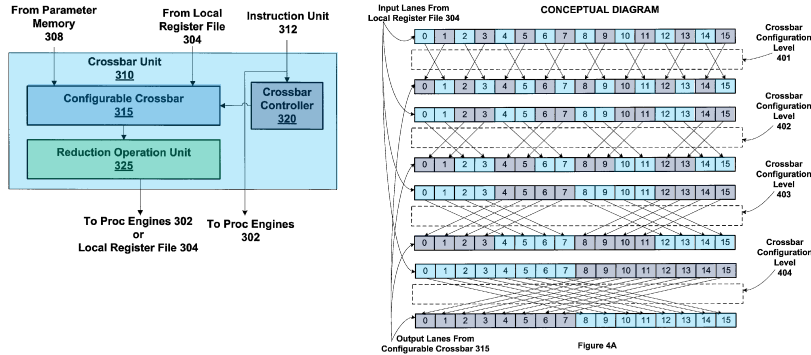 From Parameter
Memory
308
From Local
Register File
304
Instruction Unit
312
Crossbar Unit
310
Configurable Crossbar
315
Crossbar
Controller
320
Reduction Operation Unit
325
To Proc Engines 302
or
Local Register File 304
To Proc Engines
302
CONCEPTUAL DIAGRAM
Input Lanes From
Local Register File 304
0 1 2 3 4 5 6 7 8 9 10 11 12 13 14 15
Crossbar
Configuration
Level
401
0 1 2 3 4 5 6 7 8 9 10 11 12 13 14 15
0 1 2 3 4 5 6 7 8 9 10 11 12 13 14 15
Crossbar
Configuration
Level
402
0 1 2 3 4 5 6 7 8 9 10 11 12 13 14 15
0 1 2 3 4 5 6 7 8 9 10 11 12 13 14 15
Crossbar
Configuration
Level
403
0 1 2 3 4 5 6 7 8 9 10 11 12 13 14 15
0 1 2 3 4 5 6 7 8 9 10 11 12 13 14 15
Crossbar
Configuration
Level
404
0 1 2 3 4 5 6 7 8 9 10 11 12 13 14 15
Output Lanes From
Configurable Crossbar 315
Figure 4A